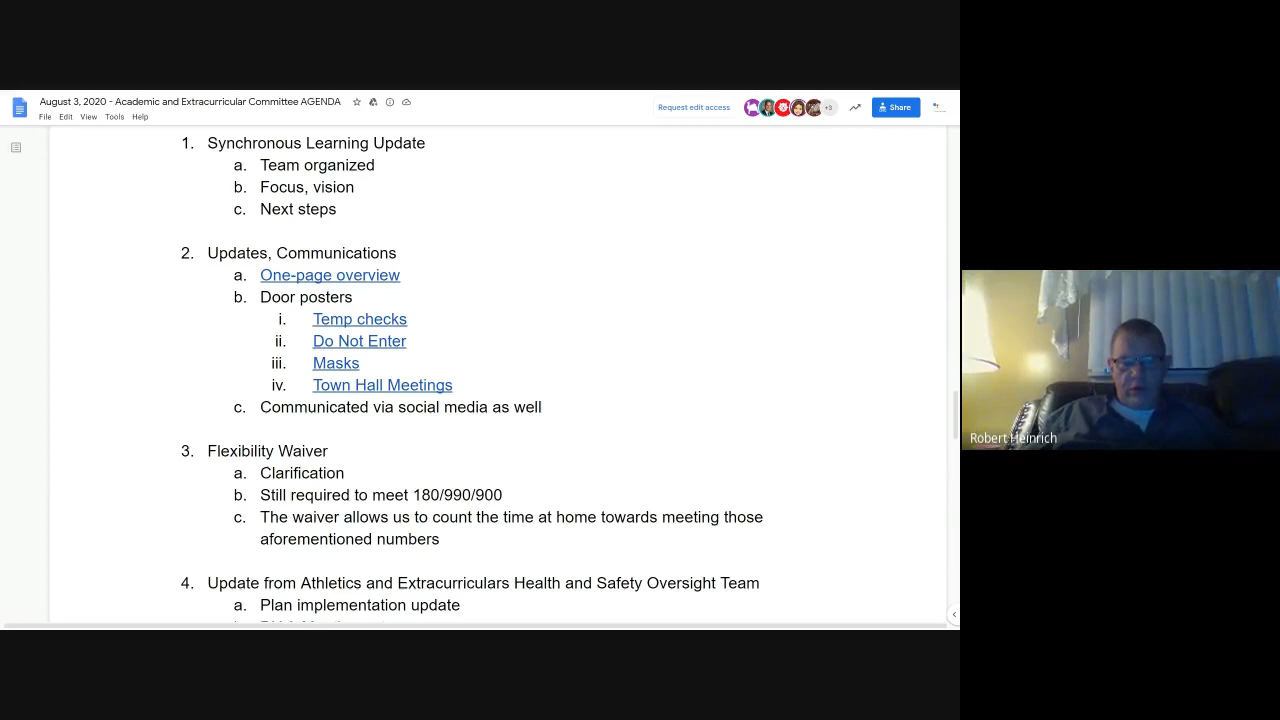 August 3, 2020 - Academic and Extracurricular Committee AGENDA
File Edit View Tools Help
Request edit access
+3
Share
1. Synchronous Learning Update
a. Team organized
b. Focus, vision
c. Next steps
2. Updates, Communications
a. One-page overview
b. Door posters
i. Temp checks
ii. Do Not Enter
iii. Masks
iv. Town Hall Meetings
c. Communicated via social media as well
3. Flexibility Waiver
a. Clarification
b. Still required to meet 180/990/900
c. The waiver allows us to count the time at home towards meeting those
aforementioned numbers
4. Update from Athletics and Extracurriculars Health and Safety Oversight Team
a. Plan implementation update
Robert Heinrich